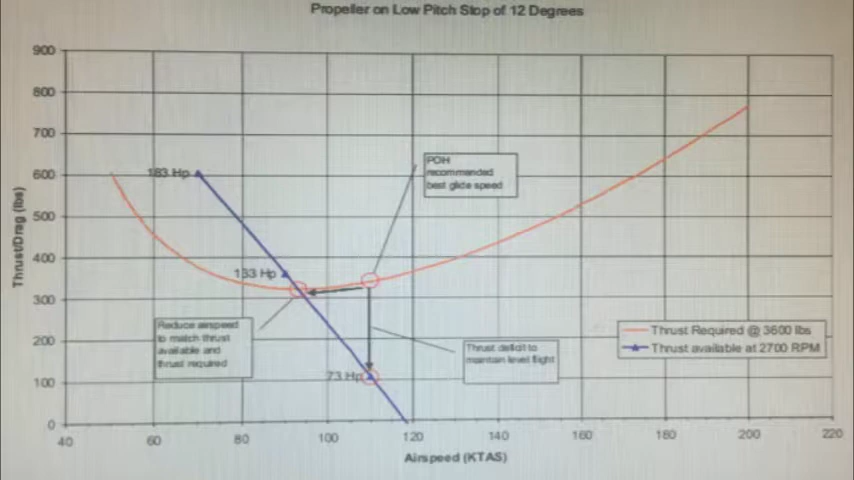 Propeller on Low Pitch Stop of 12 Degrees
900
800
700
600
500
400
300
200
100
0
Thrust/Drag (lbs)
183 Hp
133 Hp
73 Hp
POH
recommended
best glide speed
Reduce airspeed
to match thrust
available and
thrust required
Thrust deficit to
maintain level flight
Thrust Required @ 3600 lbs
Thrust available at 2700 RPM
40
60
80
100
120
140
160
180
200
220
Airspeed (KTAS)